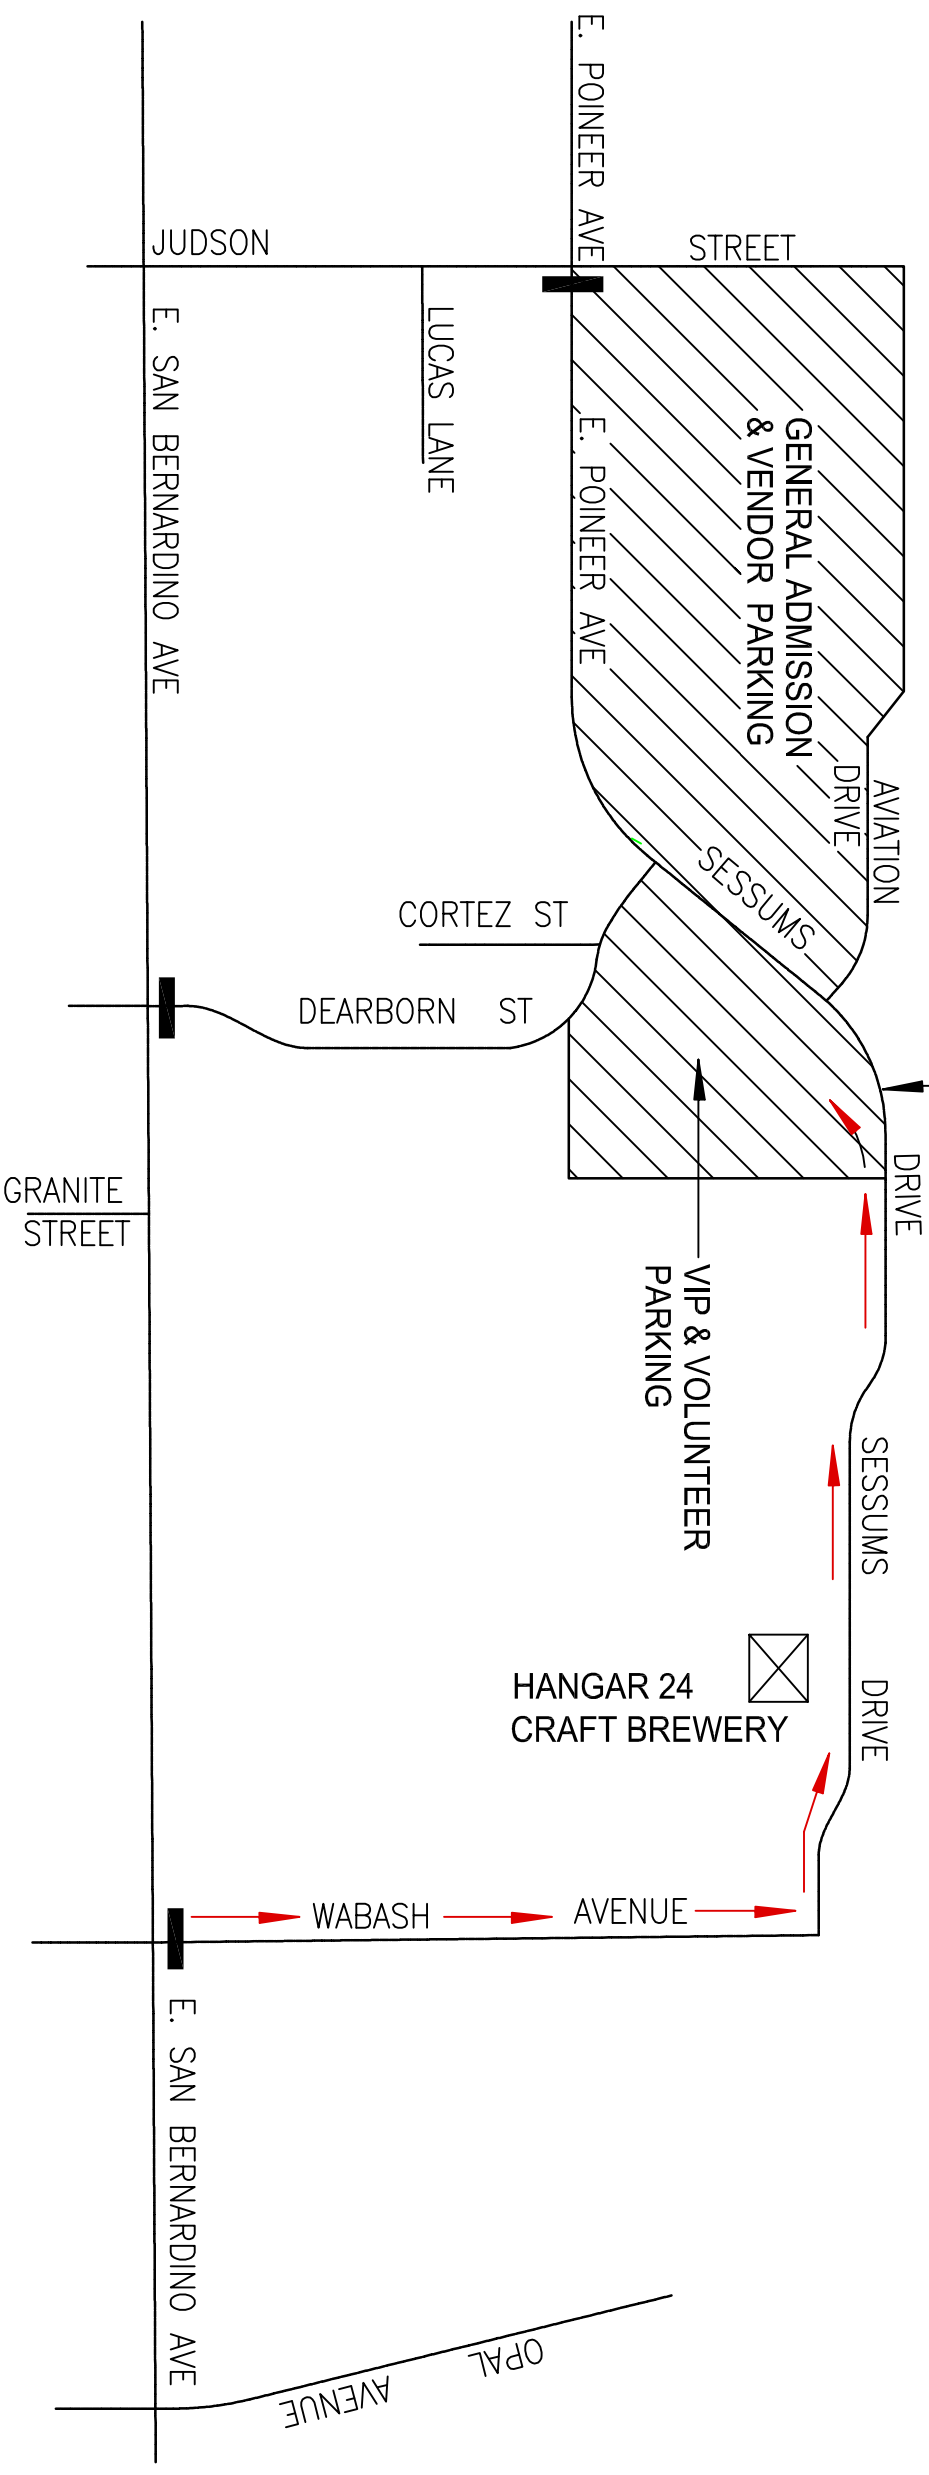 E. POINEER AVE
JUDSON
STREET
E. SAN BERNARDINO AVE
LUCAS LANE
E. POINEER AVE
GENERAL ADMISSION
& VENDOR PARKING
AVIATION
DRIVE
SESSUMS
CORTEZ ST
DEARBORN ST
DRIVE
GRANITE
STREET
VIP & VOLUNTEER
PARKING
SESSUMS
DRIVE
HANGAR 24
CRAFT BREWERY
WABASH AVENUE
E. SAN BERNARDINO AVE
OPAL
AVENUE